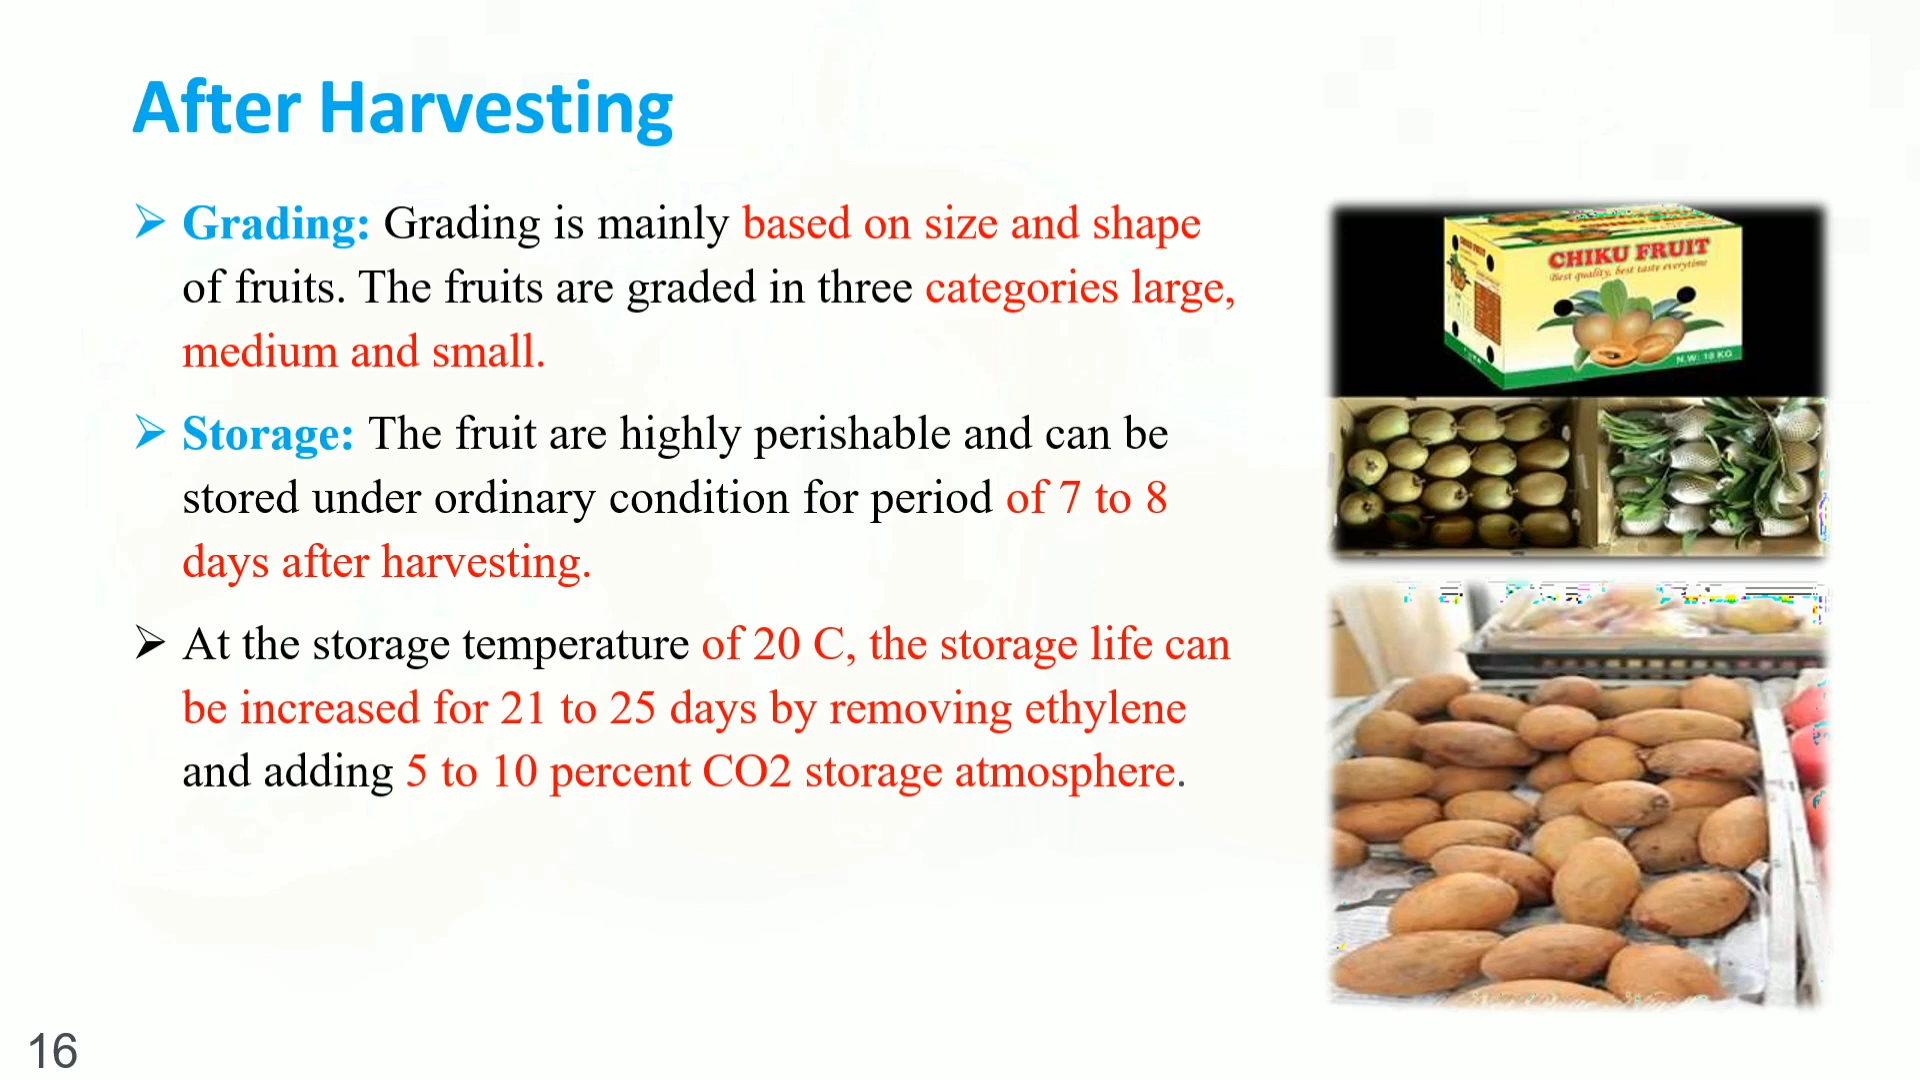 After Harvesting
Grading: Grading is mainly based on size and shape
of fruits. The fruits are graded in three categories large,
medium and small.
Storage: The fruit are highly perishable and can be
stored under ordinary condition for period of 7 to 8
days after harvesting.
At the storage temperature of 20 C, the storage life can
be increased for 21 to 25 days by removing ethylene
and adding 5 to 10 percent CO2 storage atmosphere.
CHIKU FRUIT
Best quality, best taste everytime
N.W: 10 KG
16